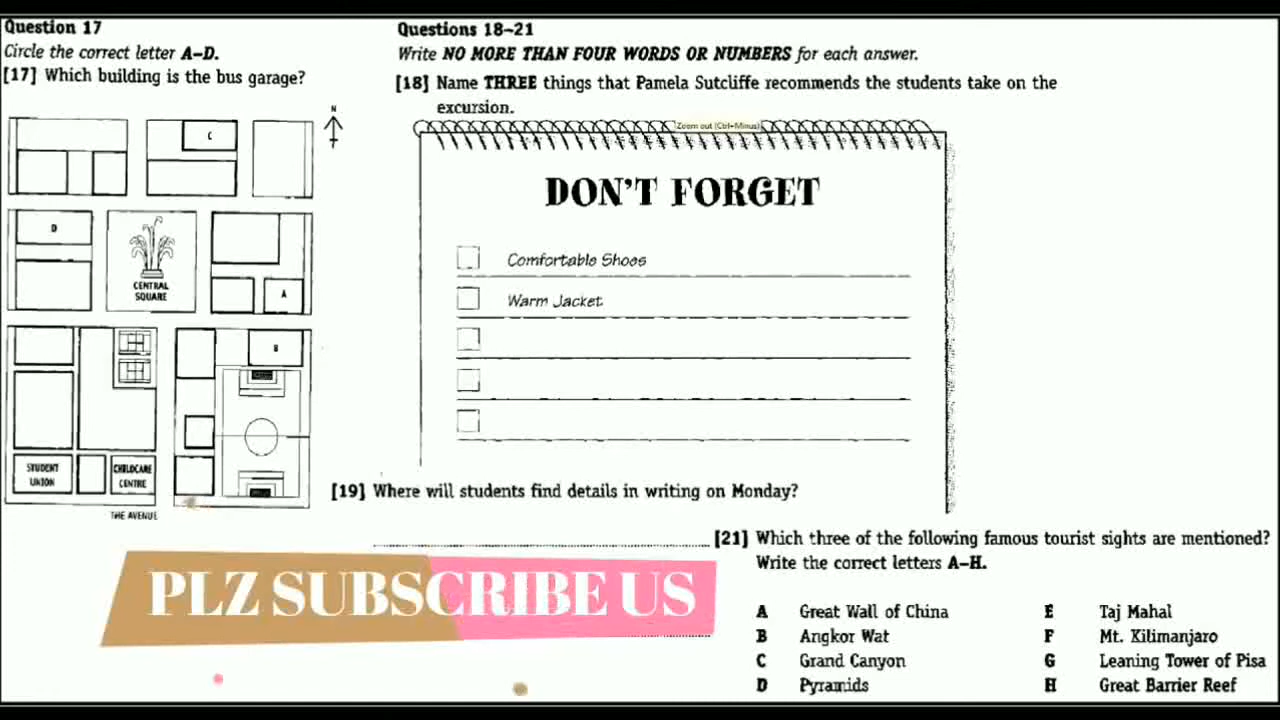 Question 17
Circle the correct letter A–D.
[17] Which building is the bus garage?
N
C
D
CENTRAL
SQUARE
A
B
STUDENT
UNION
CHILDCARE
CENTRE
THE AVENUE
Questions 18–21
Write NO MORE THAN FOUR WORDS OR NUMBERS for each answer.
[18] Name THREE things that Pamela Sutcliffe recommends the students take on the
excursion.
Zoom out (Ctrl+Minus)
DON'T FORGET
Comfortable Shoes
Warm Jacket
[19] Where will students find details in writing on Monday?
PLZ SUBSCRIBE US
[21] Which three of the following famous tourist sights are mentioned?
Write the correct letters A–H.
A Great Wall of China
B Angkor Wat
C Grand Canyon
D Pyramids
E Taj Mahal
F Mt. Kilimanjaro
G Leaning Tower of Pisa
H Great Barrier Reef